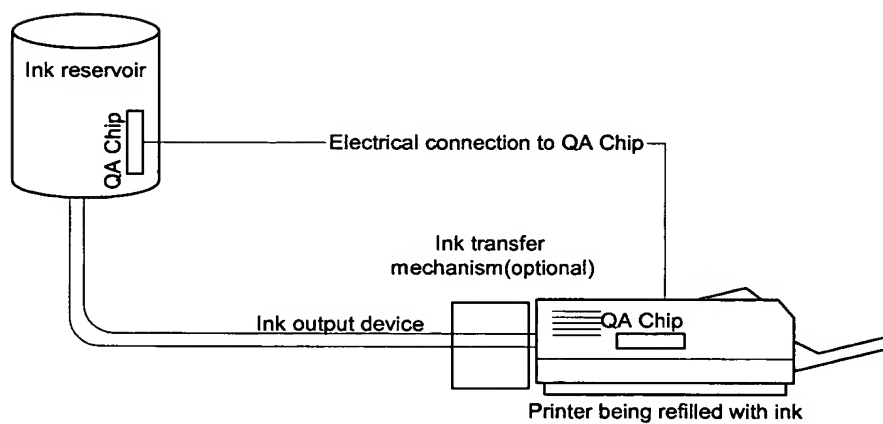 Ink reservoir
QA Chip
Electrical connection to QA Chip
Ink transfer
mechanism(optional)
QA Chip
Ink output device
Printer being refilled with ink